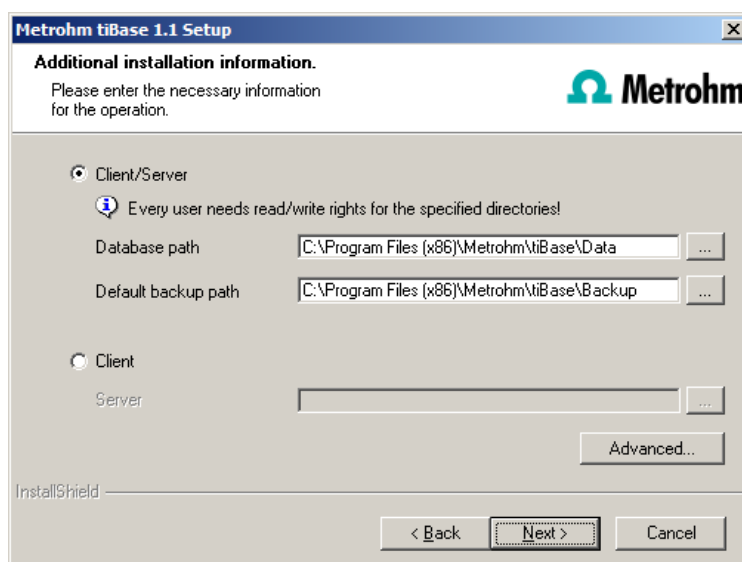 Metrohm tiBase 1.1 Setup
Additional installation information.
Please enter the necessary information
for the operation.
Metrohm
Client/Server
Every user needs read/write rights for the specified directories!
Database path C:\Program Files (x86)\Metrohm\tiBase\Data ...
Default backup path C:\Program Files (x86)\Metrohm\tiBase\Backup ...
Client
Server ...
Advanced...
InstallShield
< Back Next > Cancel